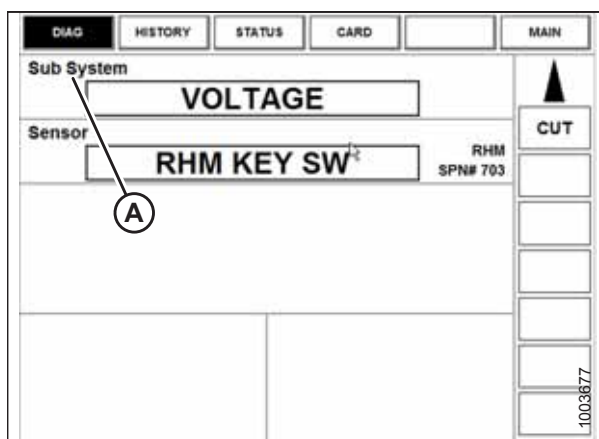 DIAG HISTORY STATUS CARD MAIN
Sub System
VOLTAGE
CUT
Sensor
RHM KEY SW
RHM
SPN# 703
A
1003677